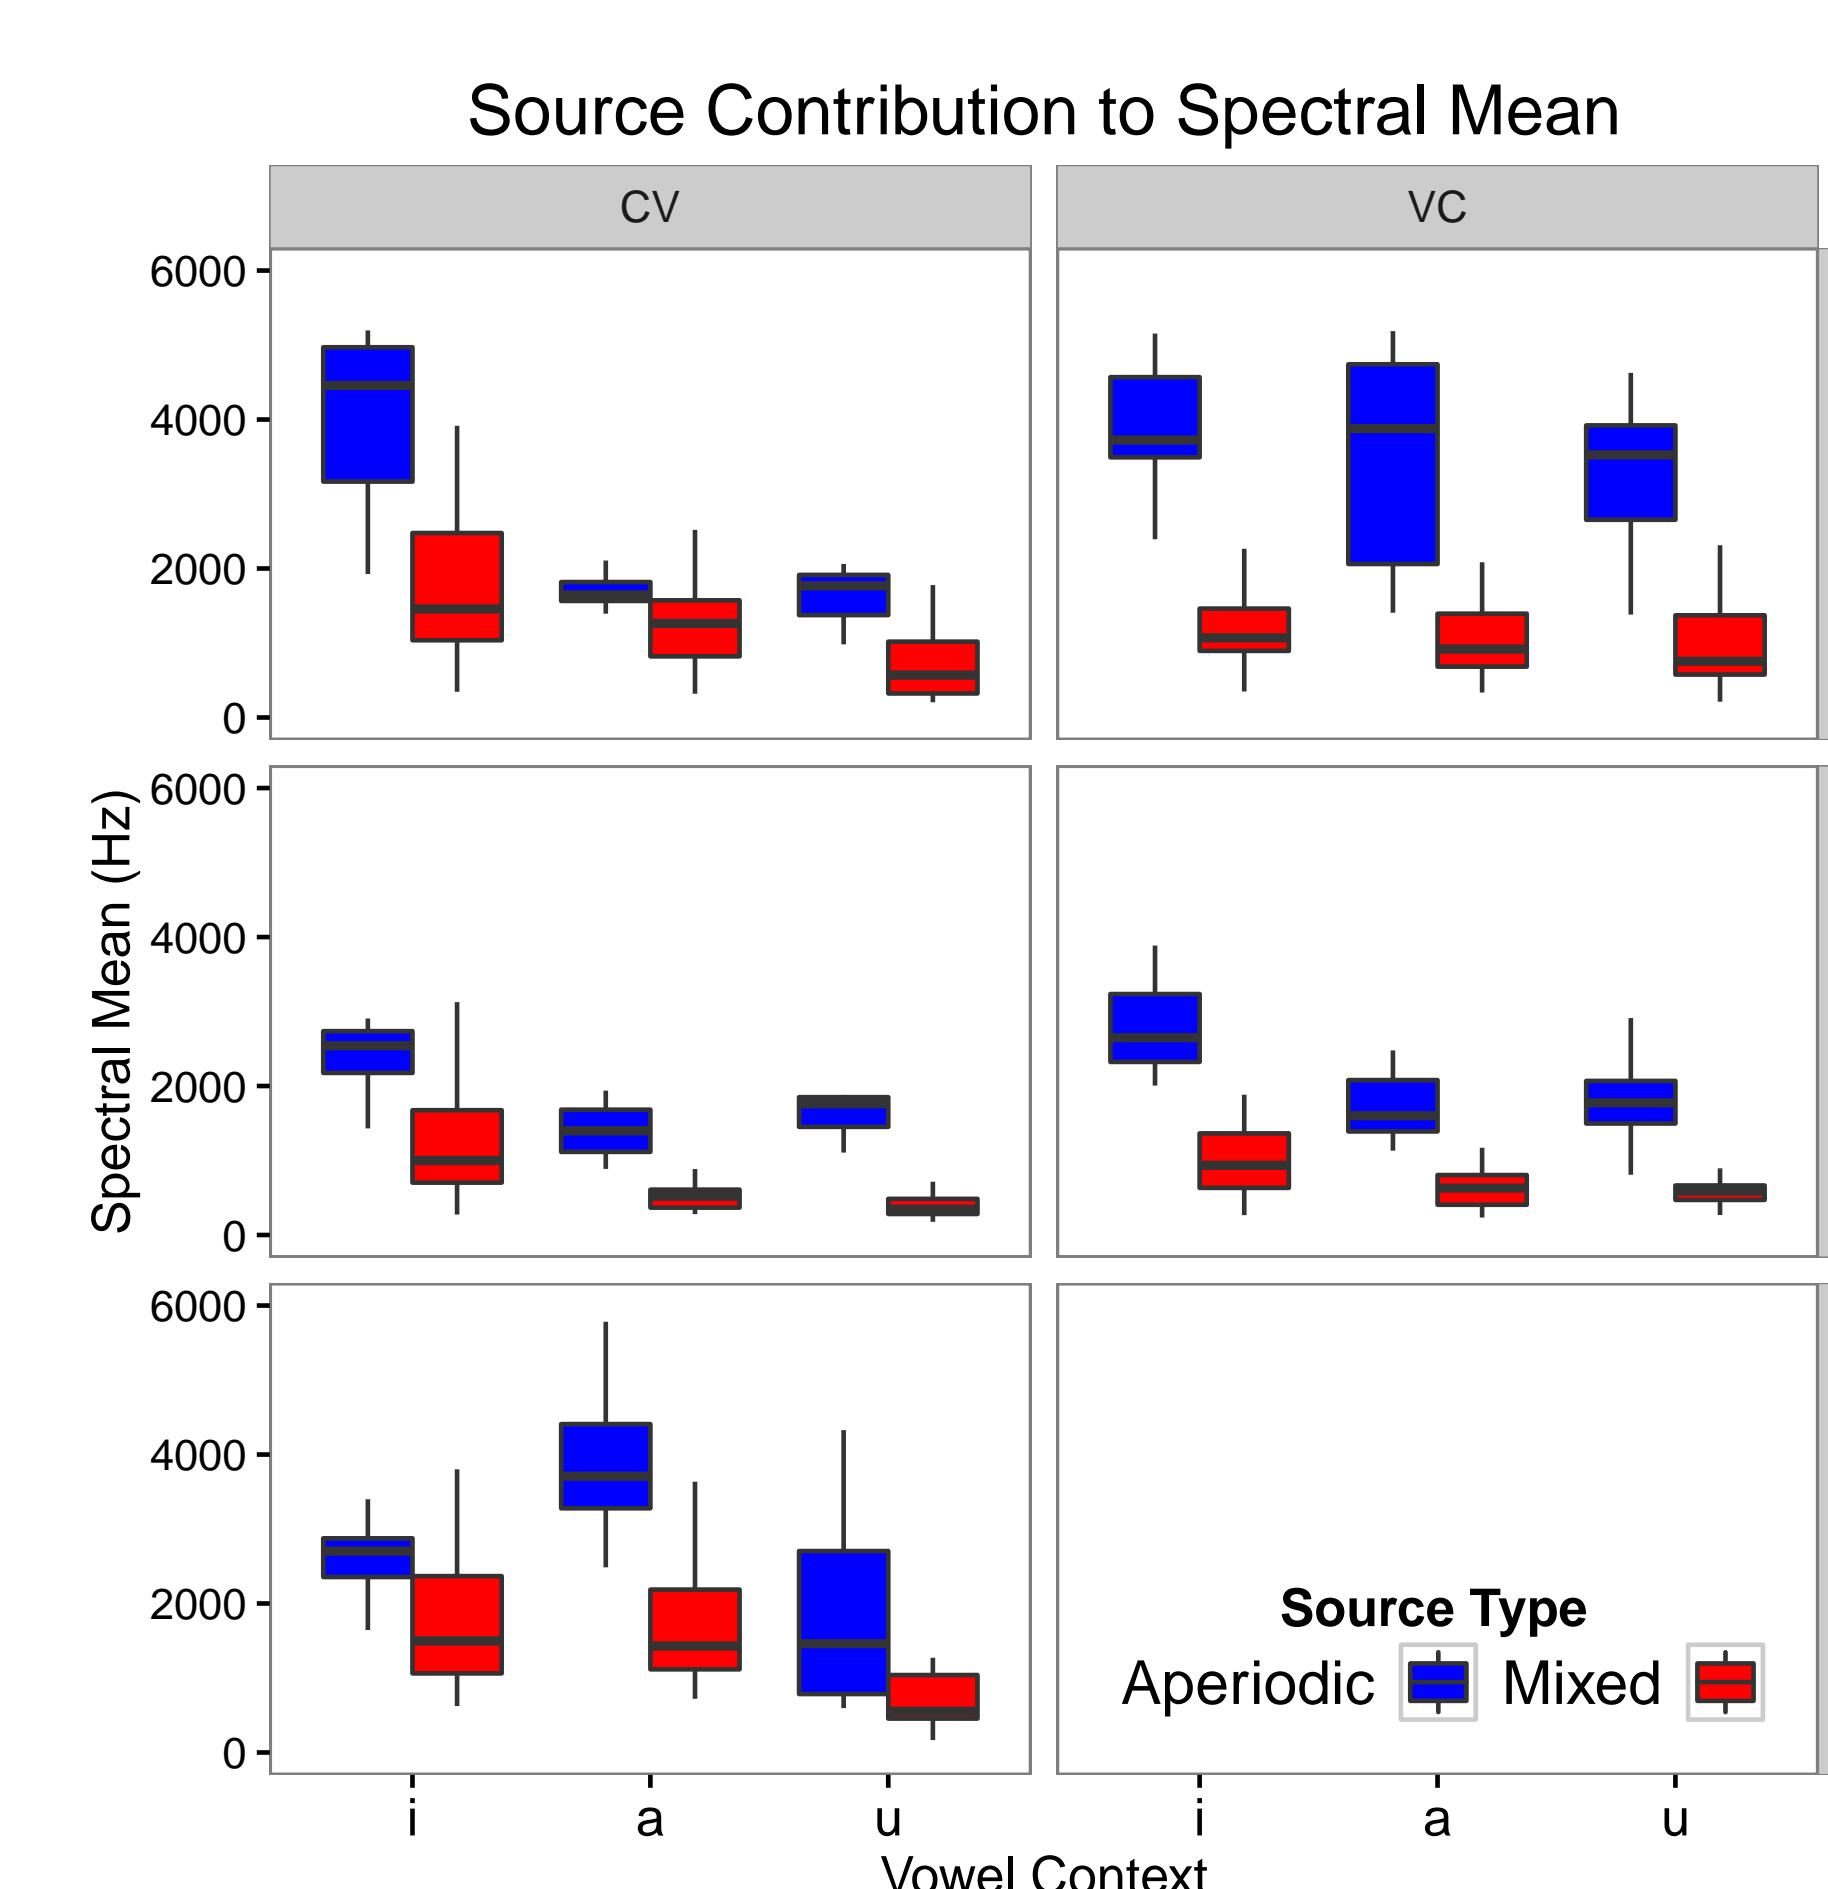 Source Contribution to Spectral Mean
CV VC
6000
4000
2000
0
6000
4000
2000
0
6000
4000
2000
0
Spectral Mean (Hz)
Source Type
Aperiodic Mixed
i a u i a u
Vowel Context